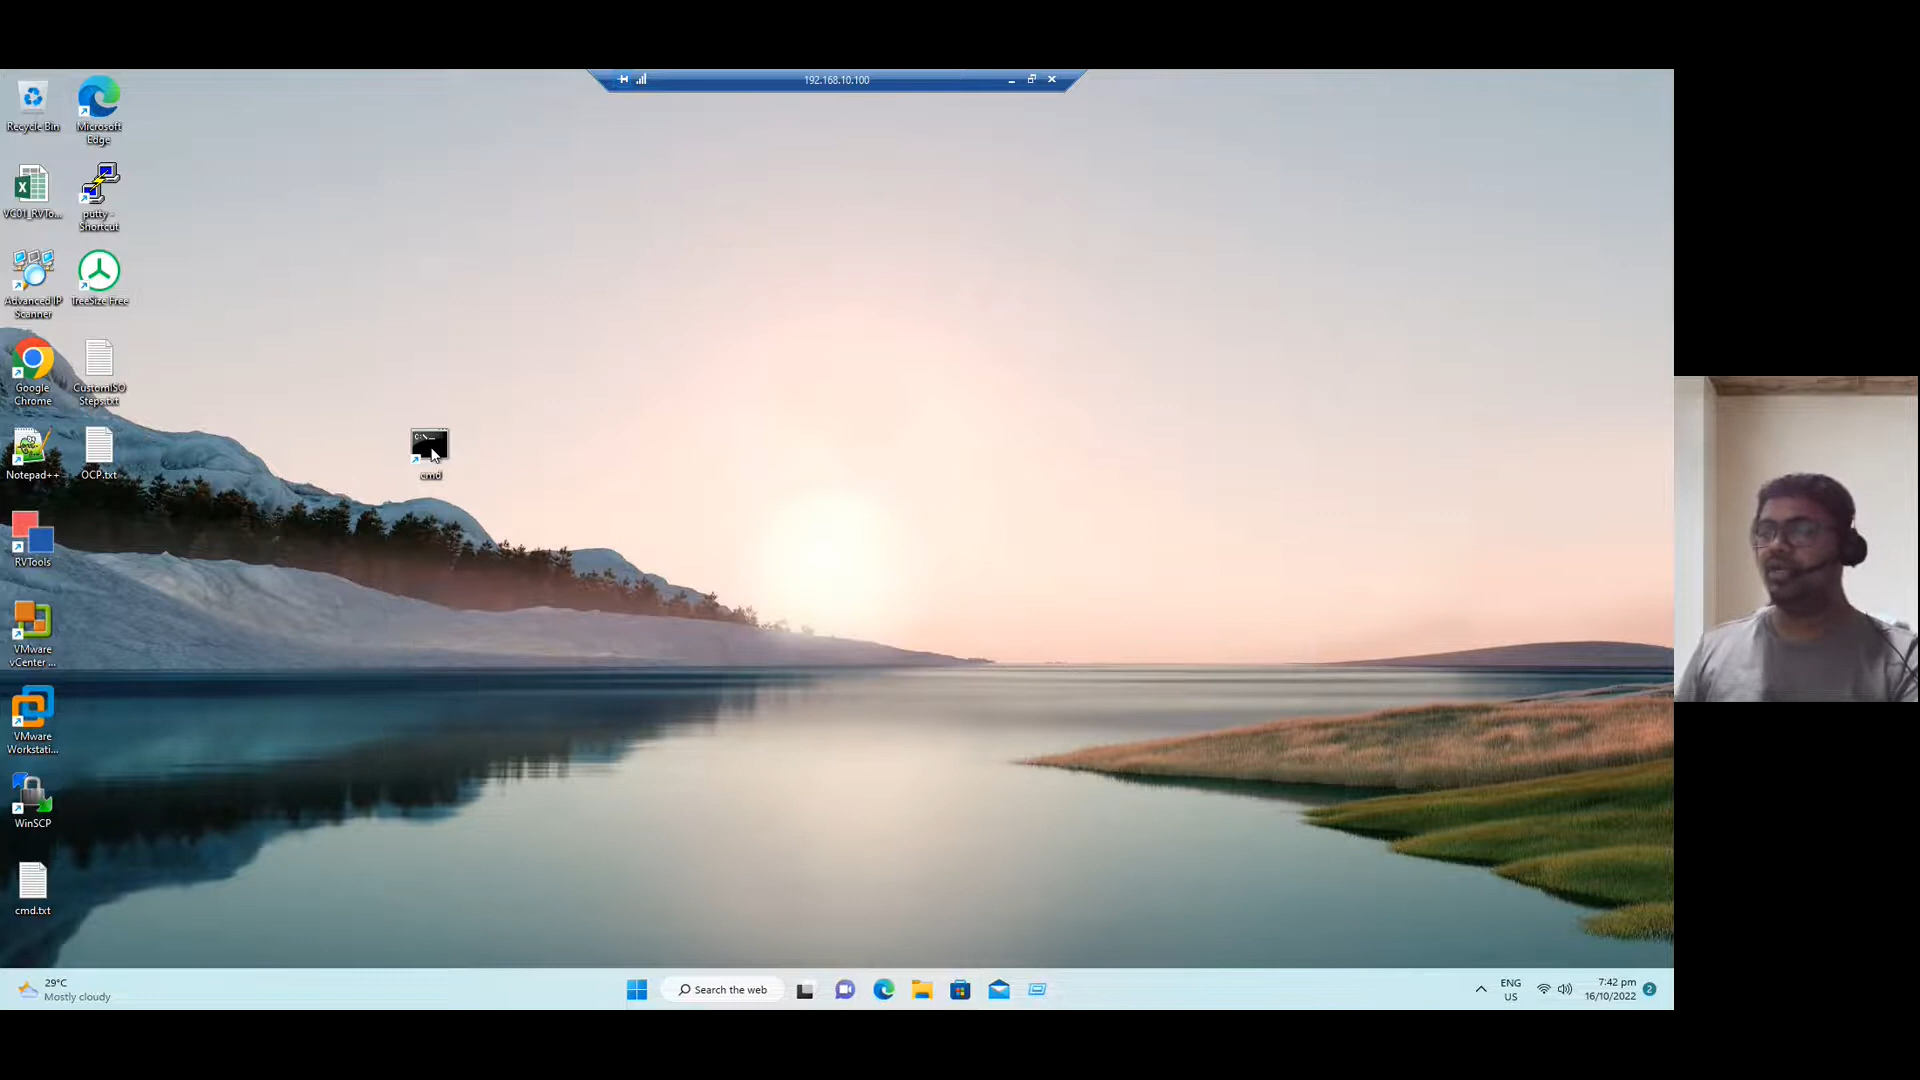 192.168.10.100
Recycle Bin
Microsoft
Edge
VC01_RVTo...
putty -
Shortcut
Advanced IP
Scanner
TreeSize Free
Google
Chrome
CustomISO
Steps.txt
Notepad++
OCP.txt
C:\_
cmd
RVTools
VMware
vCenter ...
VMware
Workstati...
WinSCP
cmd.txt
29°C
Mostly cloudy
Search the web
ENG
US
7:42 pm
16/10/2022
2